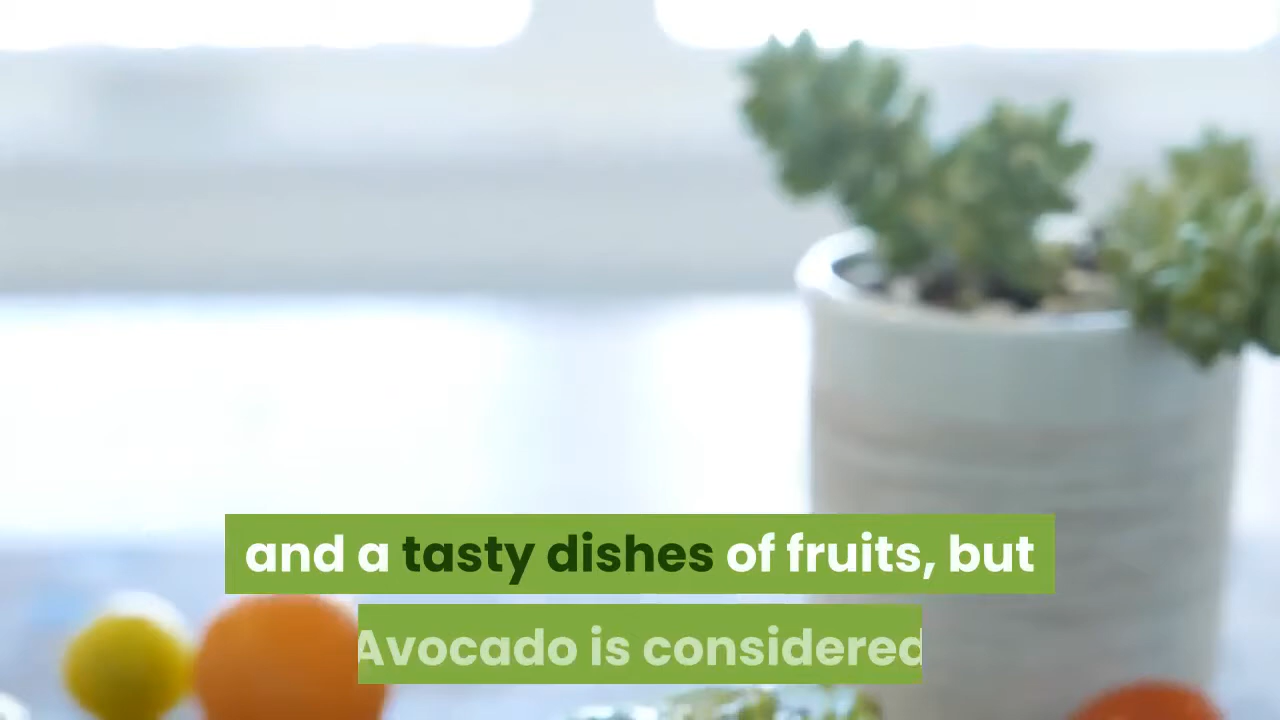 and a tasty dishes of fruits, but
Avocado is considered